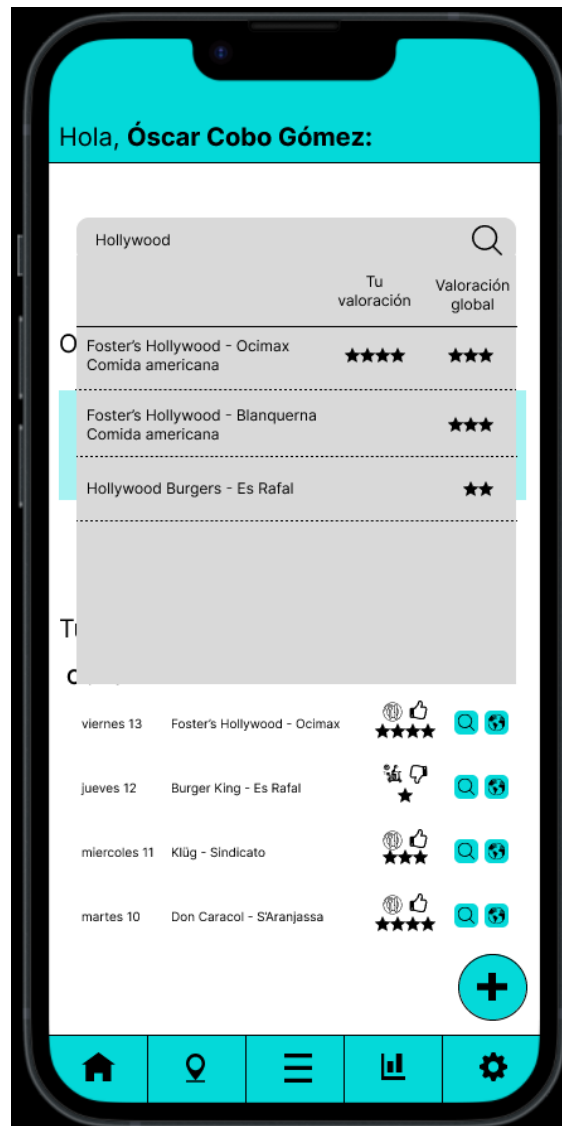 Hola, Óscar Cobo Gómez:
Hollywood
Tu
valoración
Valoración
global
Foster's Hollywood - Ocimax
Comida americana
Foster's Hollywood - Blanquerna
Comida americana
Hollywood Burgers - Es Rafal
viernes 13
Foster's Hollywood - Ocimax
jueves 12
Burger King - Es Rafal
miercoles 11
Klüg - Sindicato
martes 10
Don Caracol - S'Aranjassa